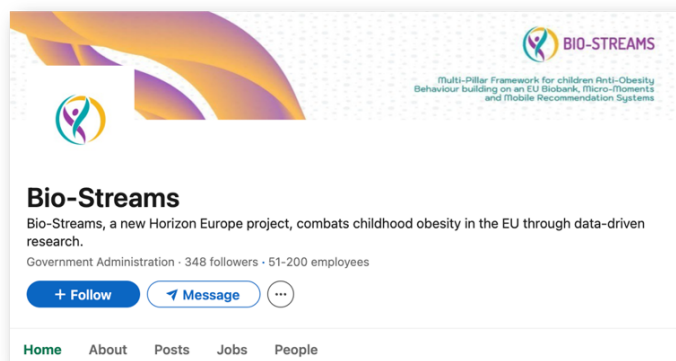 BIO-STREAMS
Multi-Pillar Framework for children Anti-Obesity
Behaviour building on an EU Biobank, Micro-Moments
and Mobile Recommendation Systems
Bio-Streams
Bio-Streams, a new Horizon Europe project, combats childhood obesity in the EU through data-driven
research.
Government Administration · 348 followers · 51-200 employees
+ Follow
Message
Home About Posts Jobs People